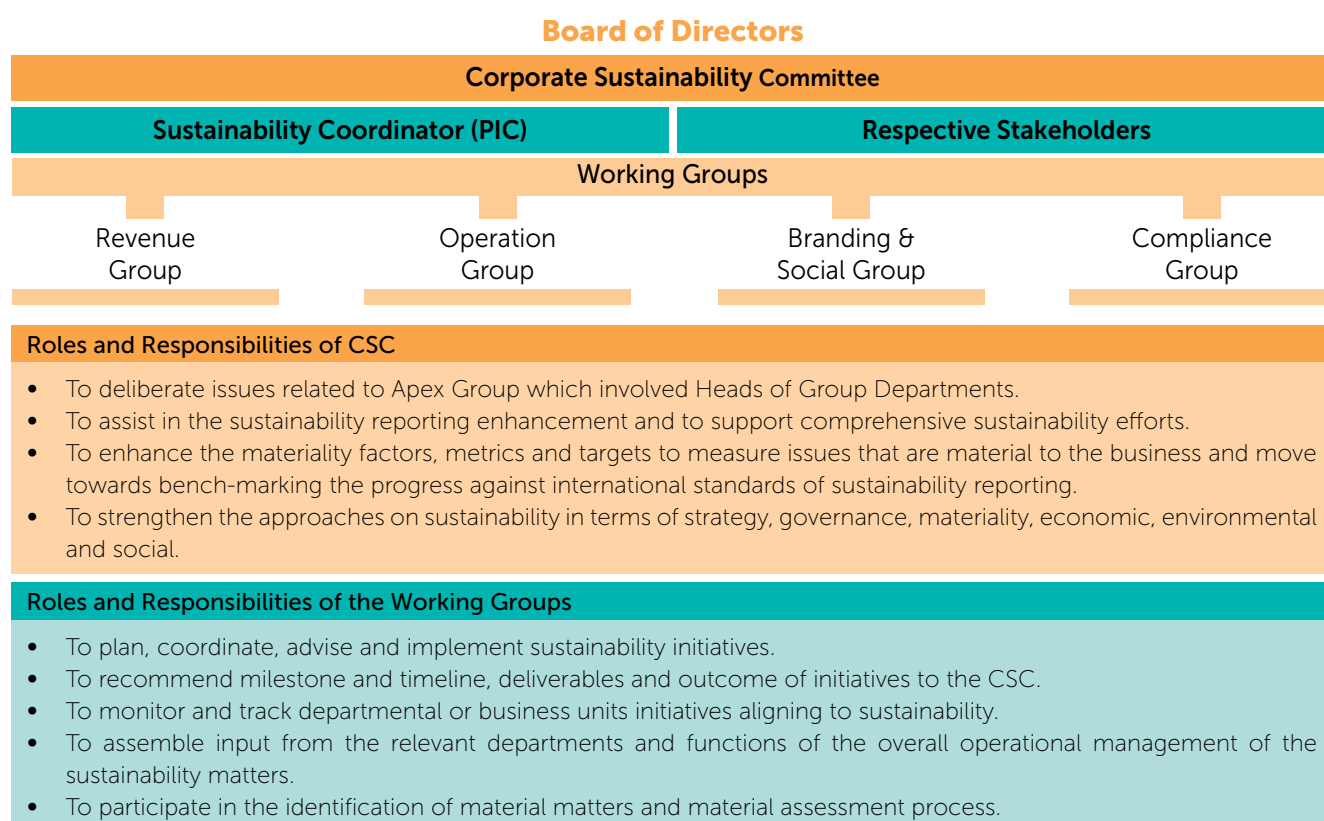 Board of Directors
Corporate Sustainability Committee
Sustainability Coordinator (PIC)
Respective Stakeholders
Working Groups
Revenue
Group
Operation
Group
Branding &
Social Group
Compliance
Group
Roles and Responsibilities of CSC
• To deliberate issues related to Apex Group which involved Heads of Group Departments.
• To assist in the sustainability reporting enhancement and to support comprehensive sustainability efforts.
• To enhance the materiality factors, metrics and targets to measure issues that are material to the business and move
towards bench-marking the progress against international standards of sustainability reporting.
• To strengthen the approaches on sustainability in terms of strategy, governance, materiality, economic, environmental
and social.
Roles and Responsibilities of the Working Groups
• To plan, coordinate, advise and implement sustainability initiatives.
• To recommend milestone and timeline, deliverables and outcome of initiatives to the CSC.
• To monitor and track departmental or business units initiatives aligning to sustainability.
• To assemble input from the relevant departments and functions of the overall operational management of the
sustainability matters.
• To participate in the identification of material matters and material assessment process.